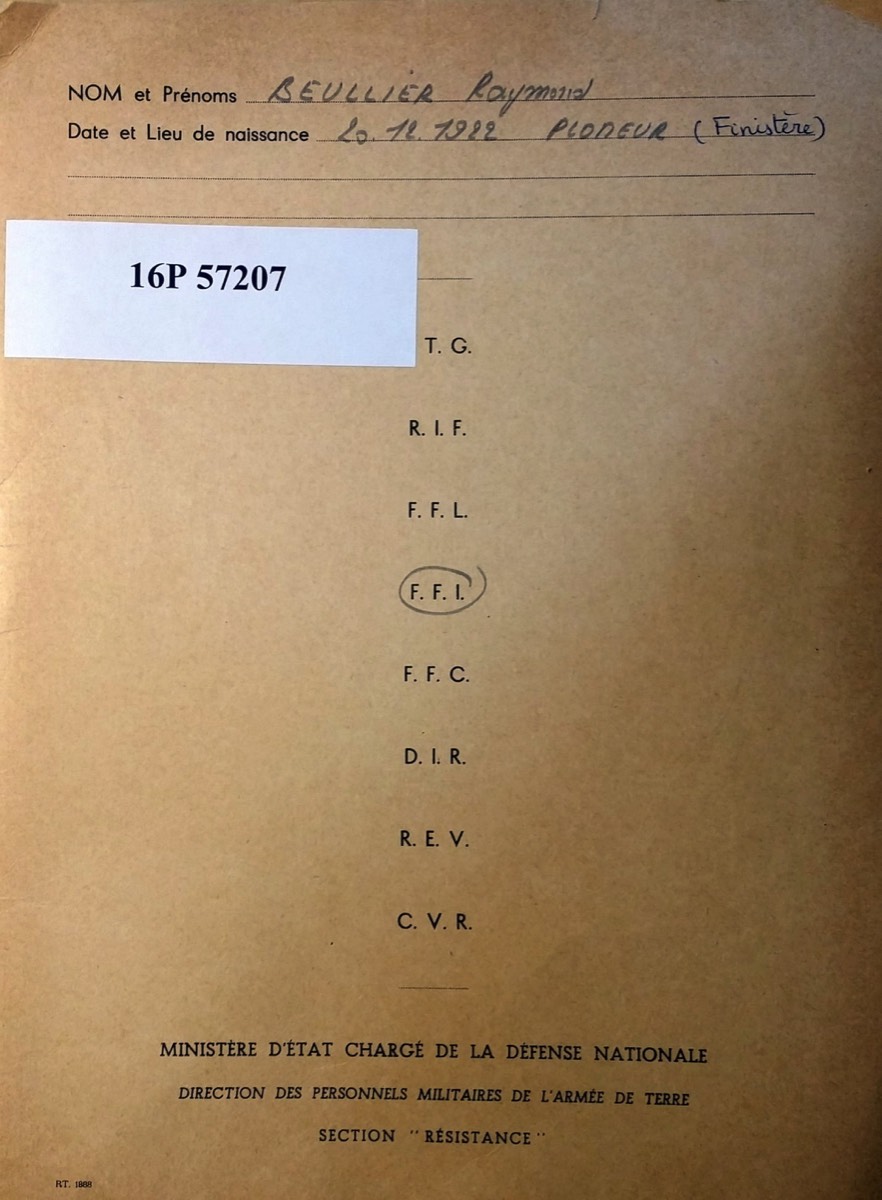 NOM et Prénoms BEULLIER Raymond
Date et Lieu de naissance 20.12.1922 PLONEUR (Finistère)
16P 57207
T. G.
R. I. F.
F. F. L.
F. F. I.
F. F. C.
D. I. R.
R. E. V.
C. V. R.
MINISTÈRE D'ÉTAT CHARGÉ DE LA DÉFENSE NATIONALE
DIRECTION DES PERSONNELS MILITAIRES DE L'ARMÉE DE TERRE
SECTION "RÉSISTANCE"
RT. 1868